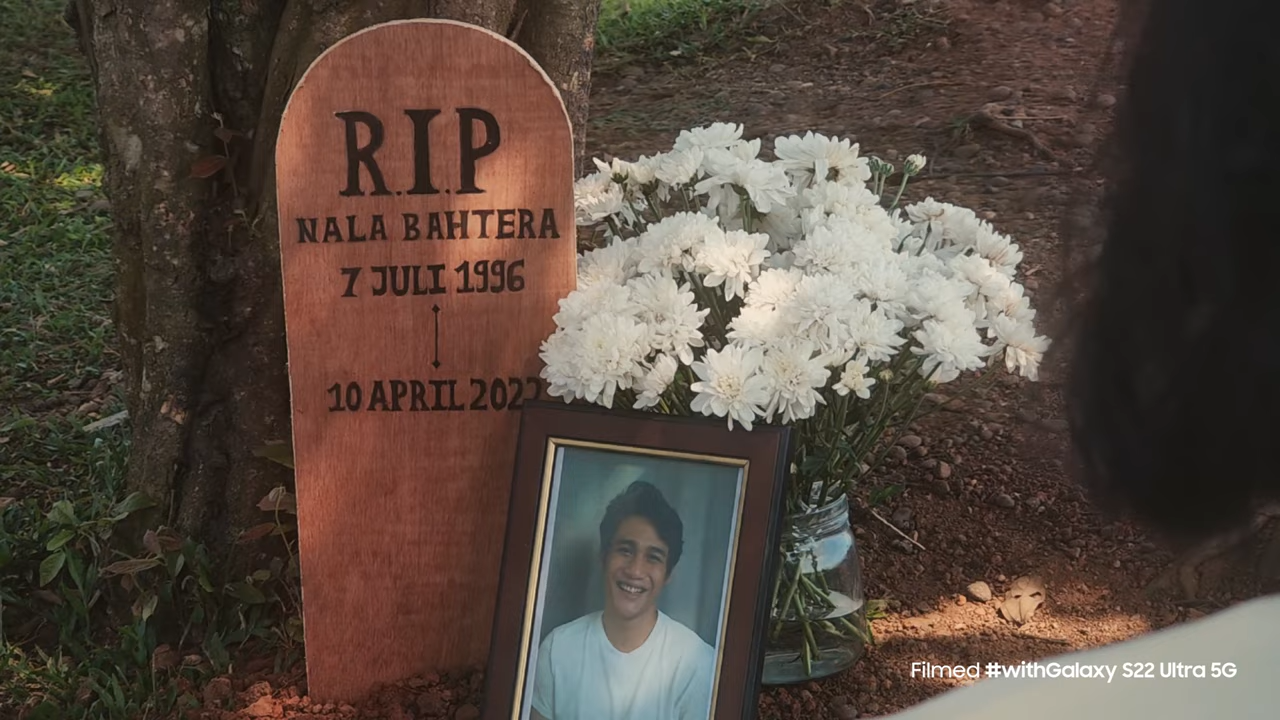 R.I.P
NALA BAHTERA
7 JULI 1996
10 APRIL 2022
Filmed #withGalaxy S22 Ultra 5G